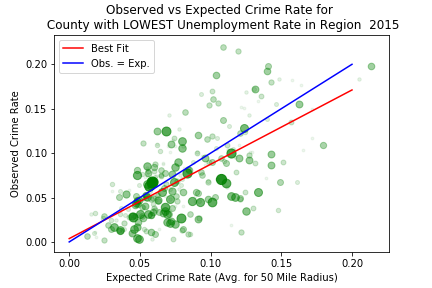 Observed vs Expected Crime Rate for
County with LOWEST Unemployment Rate in Region  2015
Best Fit
Obs. = Exp.
Observed Crime Rate
0.20
0.15
0.10
0.05
0.00
0.00 0.05 0.10 0.15 0.20
Expected Crime Rate (Avg. for 50 Mile Radius)